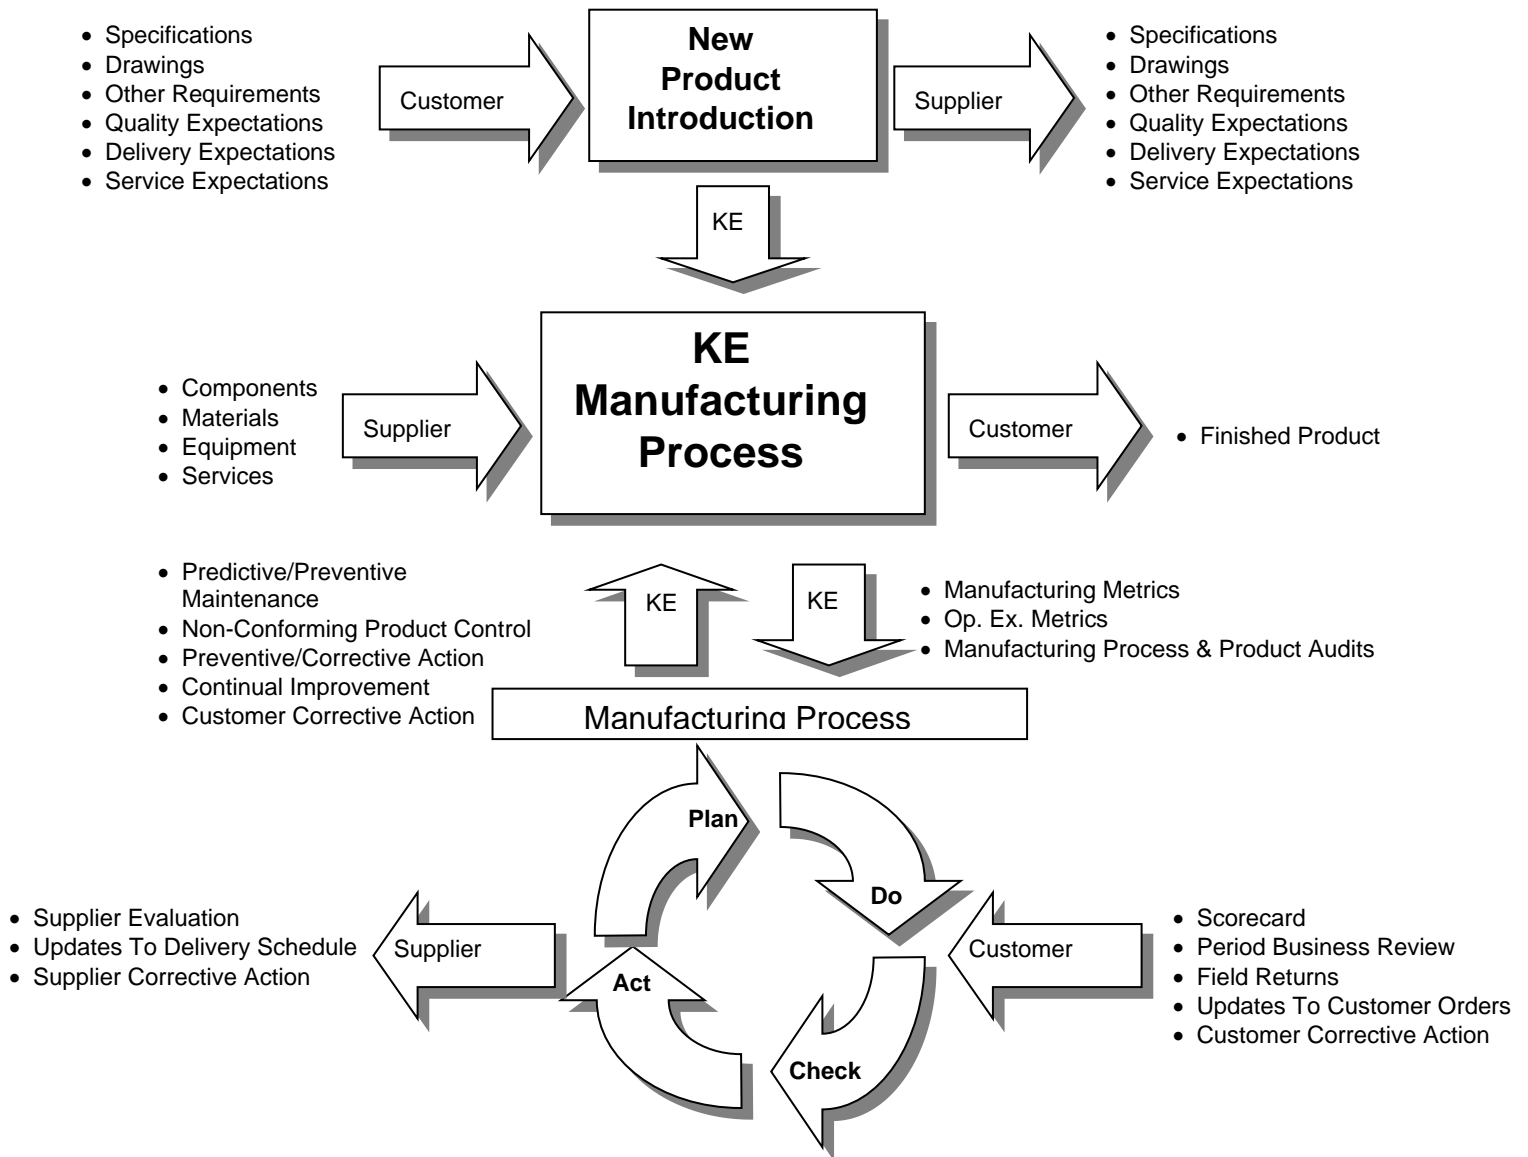 • Specifications
• Drawings
• Other Requirements
• Quality Expectations
• Delivery Expectations
• Service Expectations
Customer
New
Product
Introduction
Supplier
• Specifications
• Drawings
• Other Requirements
• Quality Expectations
• Delivery Expectations
• Service Expectations
KE
• Components
• Materials
• Equipment
• Services
Supplier
KE
Manufacturing
Process
Customer
• Finished Product
• Predictive/Preventive
Maintenance
• Non-Conforming Product Control
• Preventive/Corrective Action
• Continual Improvement
• Customer Corrective Action
KE
KE
• Manufacturing Metrics
• Op. Ex. Metrics
• Manufacturing Process & Product Audits
Manufacturing Process
Plan
Do
Check
Act
• Supplier Evaluation
• Updates To Delivery Schedule
• Supplier Corrective Action
Supplier
Customer
• Scorecard
• Period Business Review
• Field Returns
• Updates To Customer Orders
• Customer Corrective Action